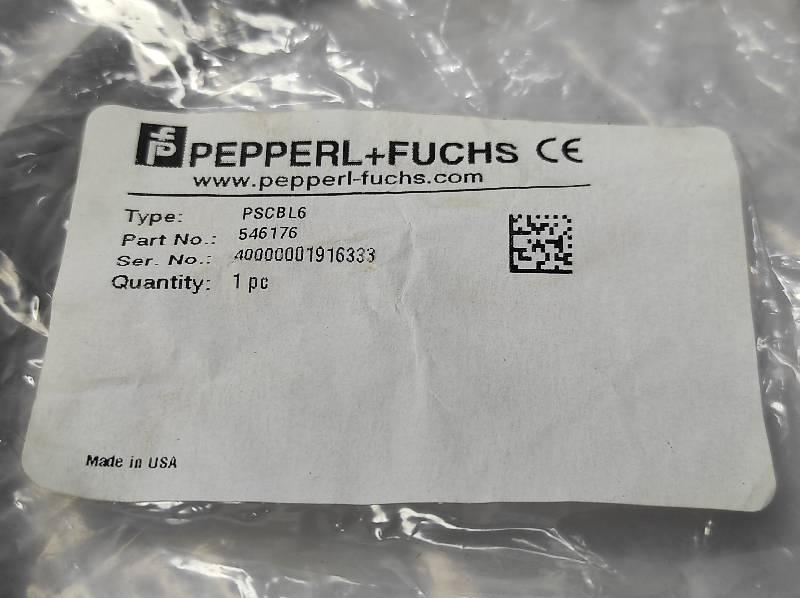 PEPPERL+FUCHS CE
www.pepperl-fuchs.com
Type: PSCBL6
Part No.: 546176
Ser. No.: 40000001916333
Quantity: 1 pc
Made in USA